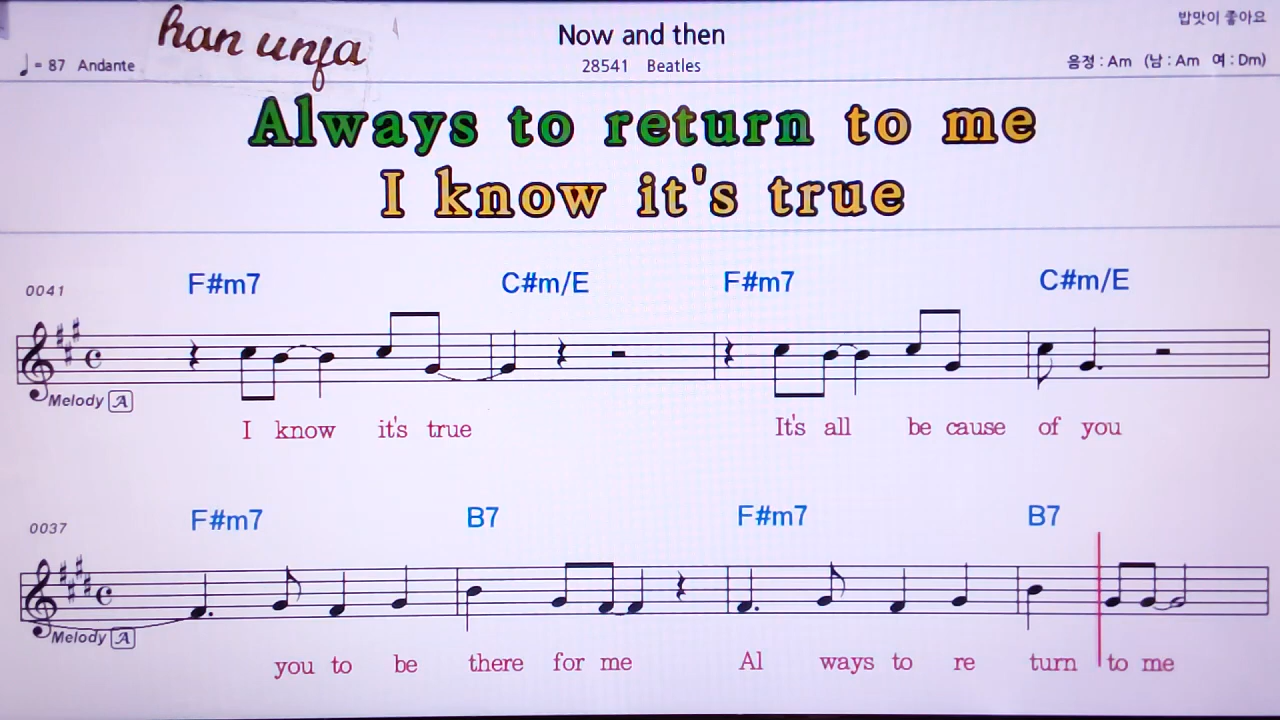 han unfa
Now and then
밥맛이 좋아요
♩= 87 Andante
28541 Beatles
음정 : Am (남 : Am 여 : Dm)
Always to return to me
I know it's true
F#m7 C#m/E F#m7 C#m/E
0041
Melody A
I know it's true It's all be cause of you
F#m7 B7 F#m7 B7
0037
Melody A
you to be there for me Al ways to re turn to me